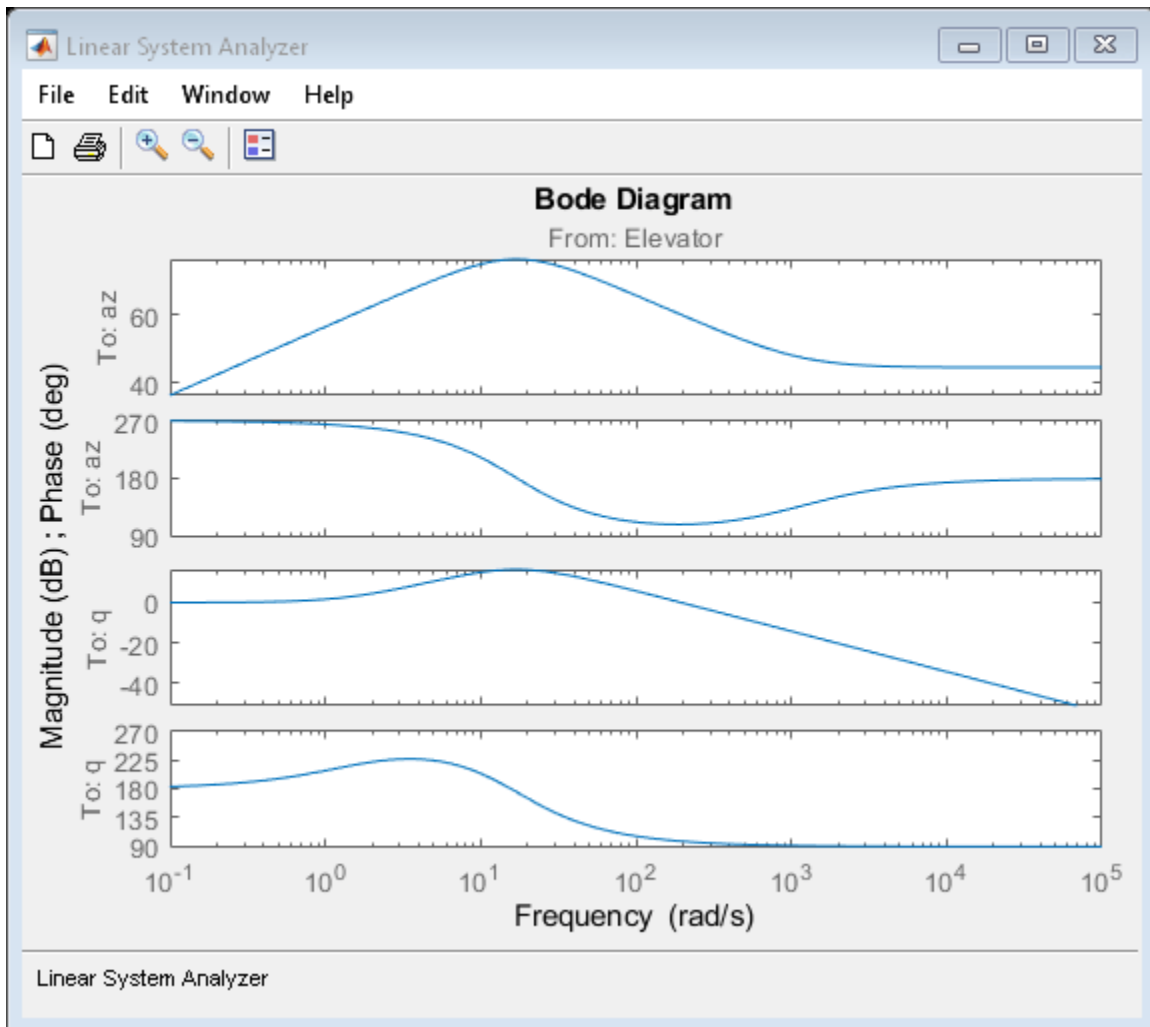 Linear System Analyzer
File Edit Window Help
Bode Diagram
From: Elevator
Magnitude (dB) ; Phase (deg)
To: az
60
40
To: az
270
180
90
To: q
0
-20
-40
To: q
270
225
180
135
90
10^-1 10^0 10^1 10^2 10^3 10^4 10^5
Frequency (rad/s)
Linear System Analyzer